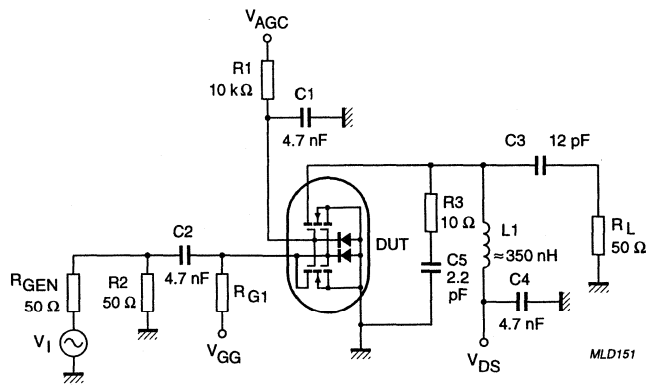 VAGC
R1
10 kΩ
C1
4.7 nF
C3 12 pF
R3
10 Ω
L1
≈350 nH
RL
50 Ω
DUT
C2
4.7 nF
C5
2.2
pF
C4
4.7 nF
RGEN
50 Ω
R2
50 Ω
RG1
VI
VGG
VDS
MLD151